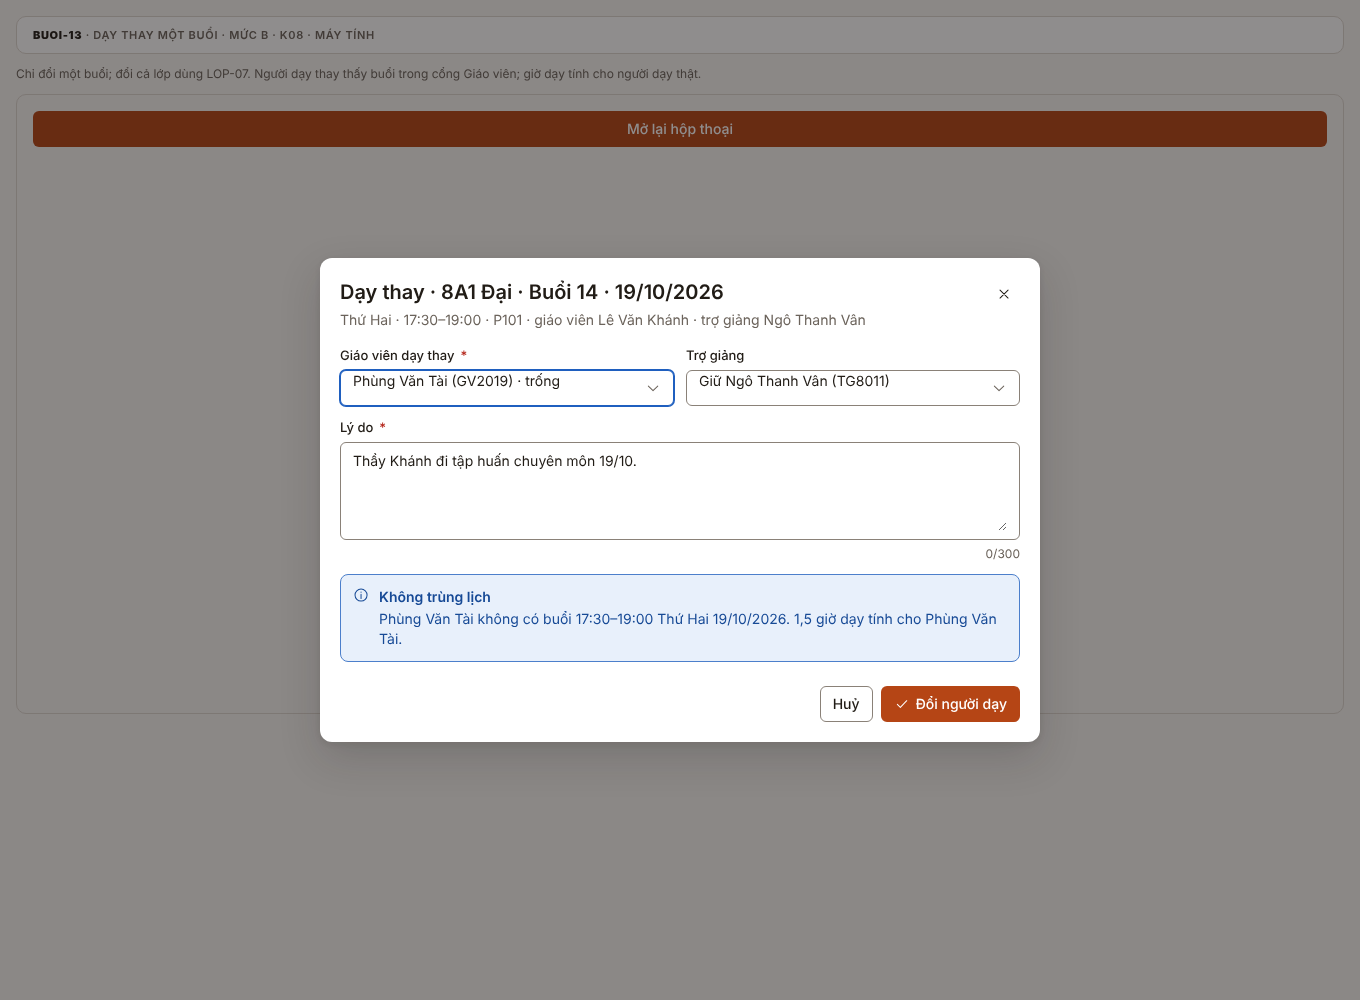 BUOI-13 · DẠY THAY MỘT BUỔI · MỨC B · K08 · MÁY TÍNH
Chỉ đổi một buổi; đổi cả lớp dùng LOP-07. Người dạy thay thấy buổi trong cổng Giáo viên; giờ dạy tính cho người dạy thật.
Mở lại hộp thoại
Dạy thay · 8A1 Đại · Buổi 14 · 19/10/2026
Thứ Hai · 17:30–19:00 · P101 · giáo viên Lê Văn Khánh · trợ giảng Ngô Thanh Vân
Giáo viên dạy thay * Trợ giảng
Phùng Văn Tài (GV2019) · trống Giữ Ngô Thanh Vân (TG8011)
Lý do *
Thầy Khánh đi tập huấn chuyên môn 19/10.
0/300
Không trùng lịch
Phùng Văn Tài không có buổi 17:30–19:00 Thứ Hai 19/10/2026. 1,5 giờ dạy tính cho Phùng Văn
Tài.
Huỷ Đổi người dạy